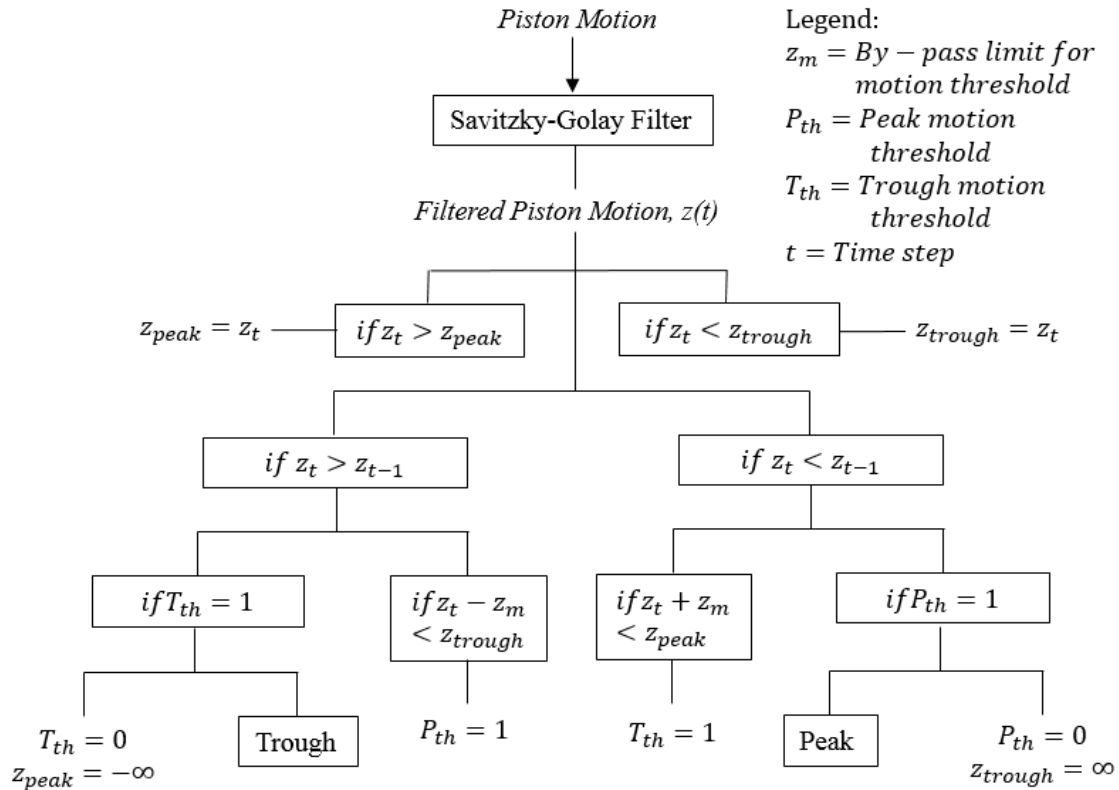 Piston Motion
Legend:
z_m = By − pass limit for
motion threshold
P_th = Peak motion
threshold
T_th = Trough motion
threshold
t = Time step
Savitzky-Golay Filter
Filtered Piston Motion, z(t)
z_peak = z_t
if z_t > z_peak
if z_t < z_trough
z_trough = z_t
if z_t > z_{t−1}
if z_t < z_{t−1}
if T_th = 1
if z_t − z_m
< z_trough
if z_t + z_m
< z_peak
if P_th = 1
T_th = 0
z_peak = −∞
Trough
P_th = 1
T_th = 1
Peak
P_th = 0
z_trough = ∞